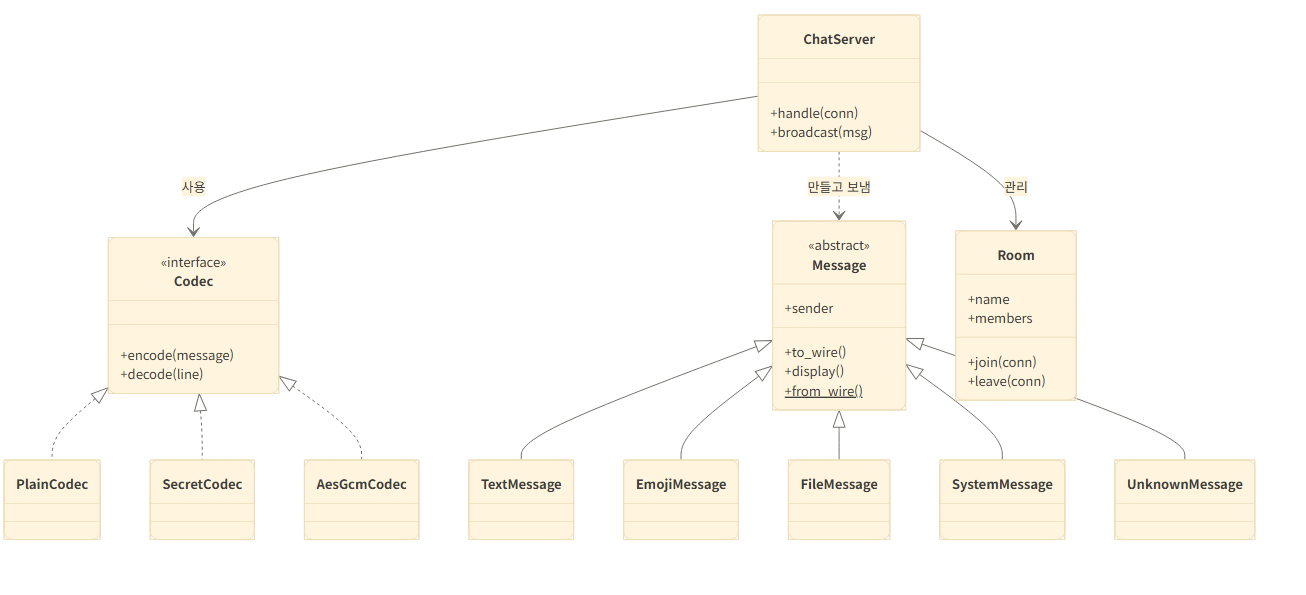 ChatServer
+handle(conn)
+broadcast(msg)
사용
만들고 보냄
관리
«interface»
Codec
+encode(message)
+decode(line)
«abstract»
Message
+sender
+to_wire()
+display()
+from_wire()
Room
+name
+members
+join(conn)
+leave(conn)
PlainCodec
SecretCodec
AesGcmCodec
TextMessage
EmojiMessage
FileMessage
SystemMessage
UnknownMessage